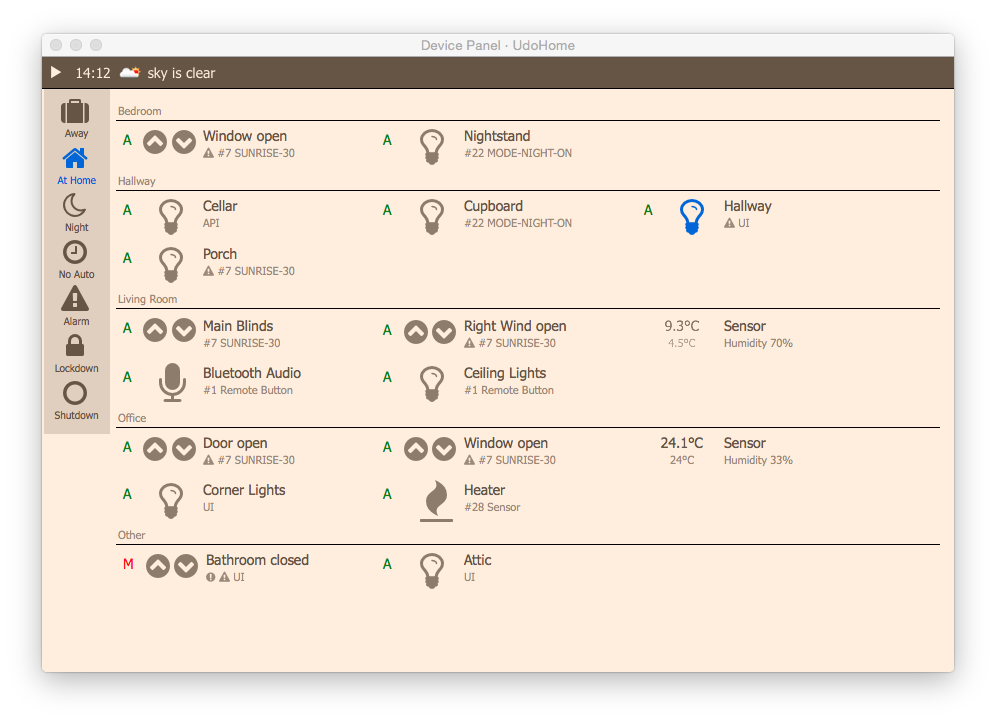 Device Panel · UdoHome
14:12 sky is clear
Away
At Home
Night
No Auto
Alarm
Lockdown
Shutdown
Bedroom
A Window open
#7 SUNRISE-30
A Nightstand
#22 MODE-NIGHT-ON
Hallway
A Cellar
API
A Cupboard
#22 MODE-NIGHT-ON
A Hallway
UI
A Porch
#7 SUNRISE-30
Living Room
A Main Blinds
#7 SUNRISE-30
A Right Wind open
#7 SUNRISE-30
9.3°C Sensor
4.5°C Humidity 70%
A Bluetooth Audio
#1 Remote Button
A Ceiling Lights
#1 Remote Button
Office
A Door open
#7 SUNRISE-30
A Window open
#7 SUNRISE-30
24.1°C Sensor
24°C Humidity 33%
A Corner Lights
UI
A Heater
#28 Sensor
Other
M Bathroom closed
UI
A Attic
UI